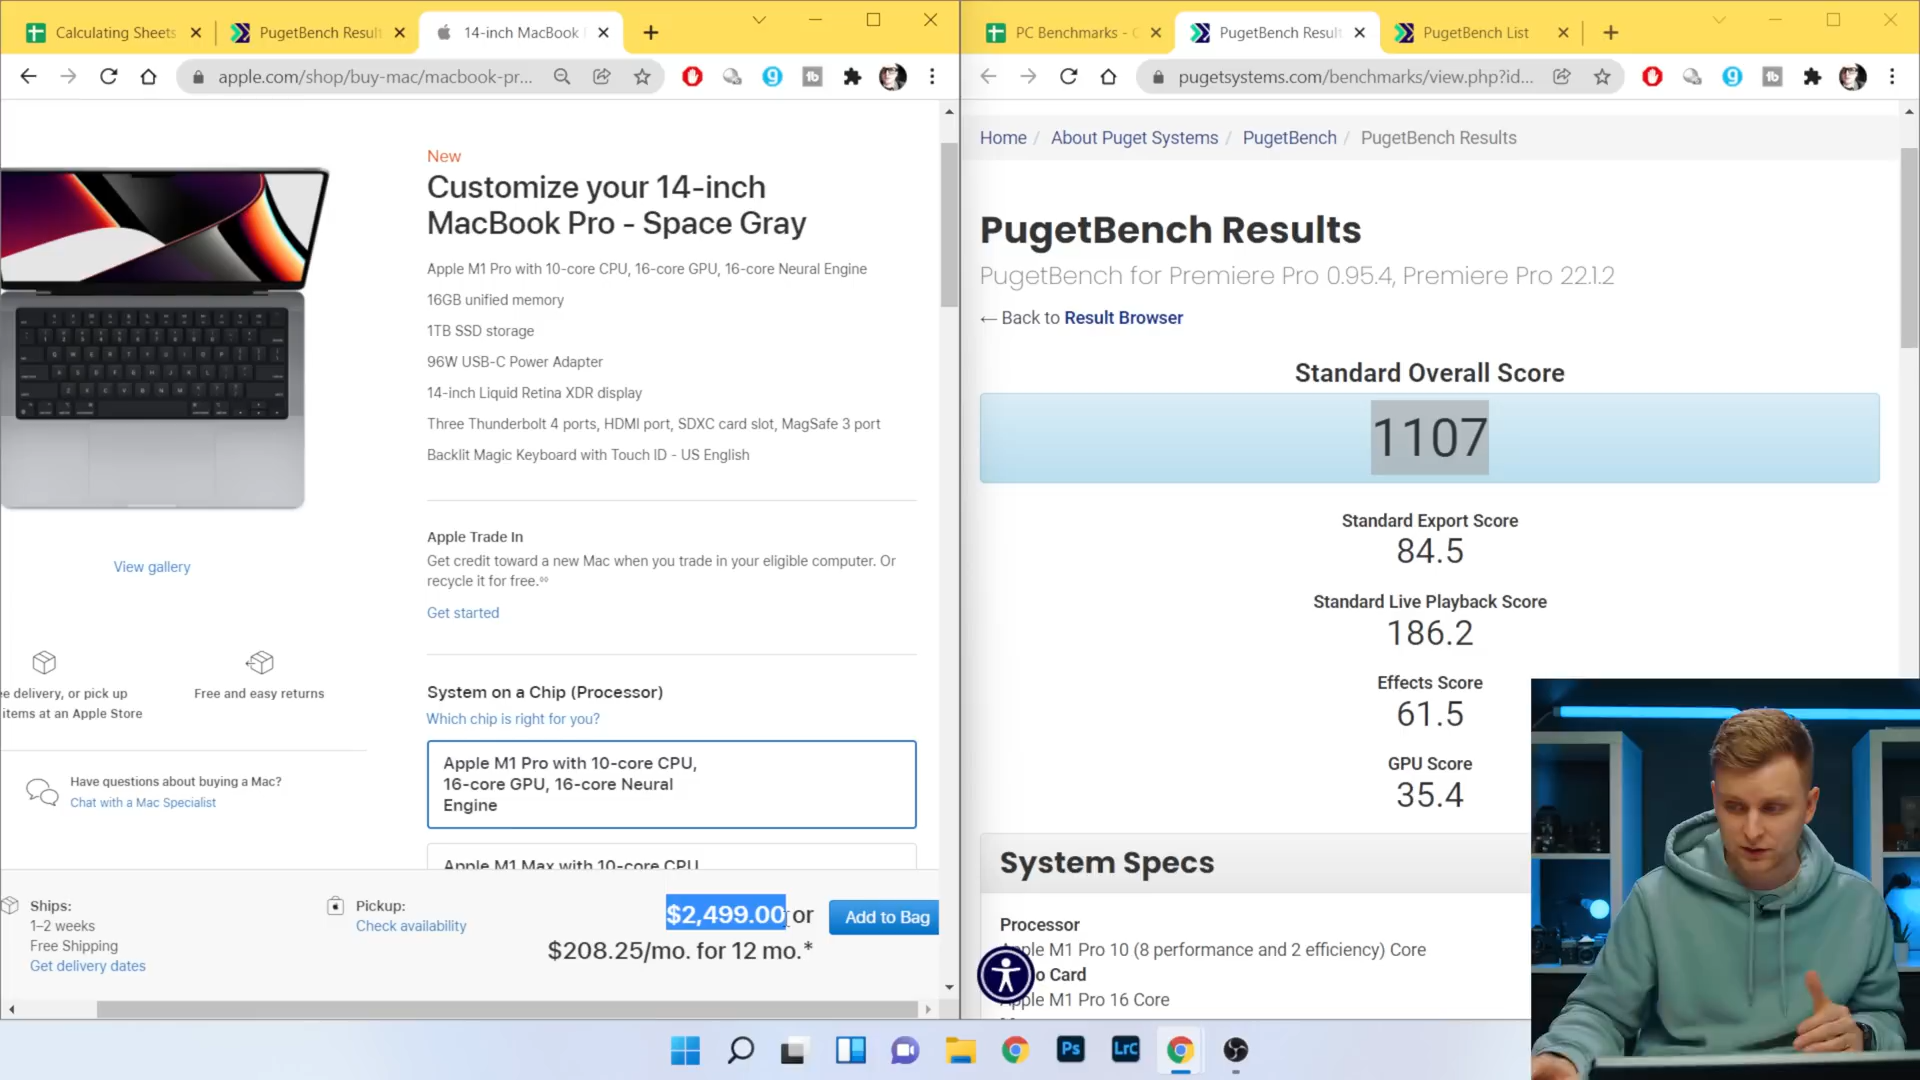 Calculating Sheets
PugetBench Result
14-inch MacBook
apple.com/shop/buy-mac/macbook-pr...
New
Customize your 14-inch
MacBook Pro - Space Gray
Apple M1 Pro with 10-core CPU, 16-core GPU, 16-core Neural Engine
16GB unified memory
1TB SSD storage
96W USB-C Power Adapter
14-inch Liquid Retina XDR display
Three Thunderbolt 4 ports, HDMI port, SDXC card slot, MagSafe 3 port
Backlit Magic Keyboard with Touch ID - US English
Apple Trade In
Get credit toward a new Mac when you trade in your eligible computer. Or
recycle it for free.◊◊
Get started
View gallery
e delivery, or pick up
items at an Apple Store
Free and easy returns
Have questions about buying a Mac?
Chat with a Mac Specialist
System on a Chip (Processor)
Which chip is right for you?
Apple M1 Pro with 10-core CPU,
16-core GPU, 16-core Neural
Engine
Apple M1 Max with 10-core CPU
Ships:
1–2 weeks
Free Shipping
Get delivery dates
Pickup:
Check availability
$2,499.00 or
$208.25/mo. for 12 mo.*
Add to Bag
PC Benchmarks - C
PugetBench Result
PugetBench List
pugetsystems.com/benchmarks/view.php?id...
Home / About Puget Systems / PugetBench / PugetBench Results
PugetBench Results
PugetBench for Premiere Pro 0.95.4, Premiere Pro 22.1.2
←Back to Result Browser
Standard Overall Score
1107
Standard Export Score
84.5
Standard Live Playback Score
186.2
Effects Score
61.5
GPU Score
35.4
System Specs
Processor
Apple M1 Pro 10 (8 performance and 2 efficiency) Core
o Card
Apple M1 Pro 16 Core
Ps
LrC